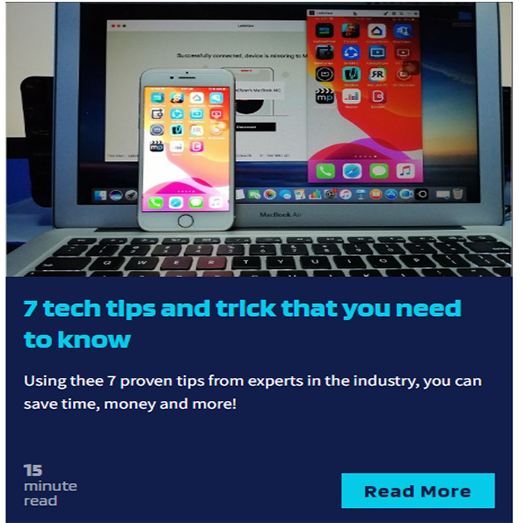 Successfully connected, device is mirroring to M
MacBook Air
7 tech tips and trick that you need
to know
Using thee 7 proven tips from experts in the industry, you can
save time, money and more!
15
minute
read
Read More